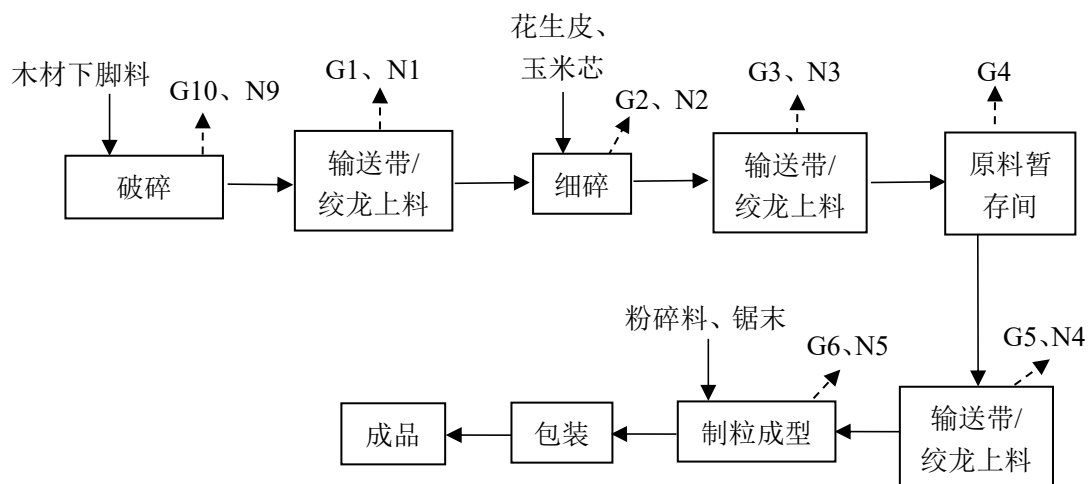 木材下脚料
G10、N9
G1、N1
花生皮、
玉米芯
G2、N2
G3、N3
G4
破碎
输送带/
绞龙上料
细碎
输送带/
绞龙上料
原料暂
存间
粉碎料、锯末
G6、N5
G5、N4
成品
包装
制粒成型
输送带/
绞龙上料